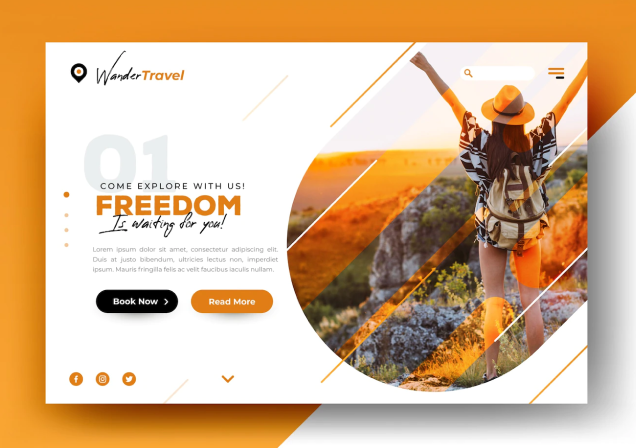 WanderTravel
01
COME EXPLORE WITH US!
FREEDOM
Is waiting for you!
Lorem ipsum dolor sit amet, consectetur adipiscing elit.
Duis at justo bibendum, ultricies lectus non, imperdiet
ipsum. Mauris fringilla felis ac velit faucibus iaculis nullam.
Book Now
Read More